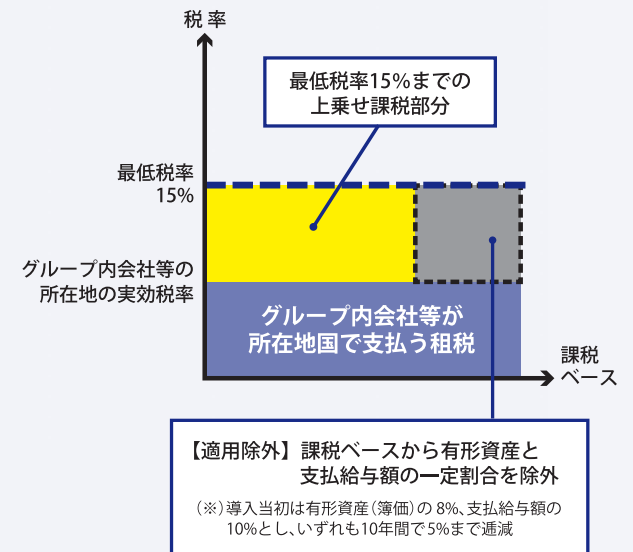 税率
最低税率15%までの
上乗せ課税部分
最低税率
15%
グループ内会社等の
所在地の実効税率
グループ内会社等が
所在地国で支払う租税
課税
ベース
【適用除外】課税ベースから有形資産と
支払給与額の一定割合を除外
（※）導入当初は有形資産（簿価）の8%、支払給与額の
10%とし、いずれも10年間で5%まで逓減